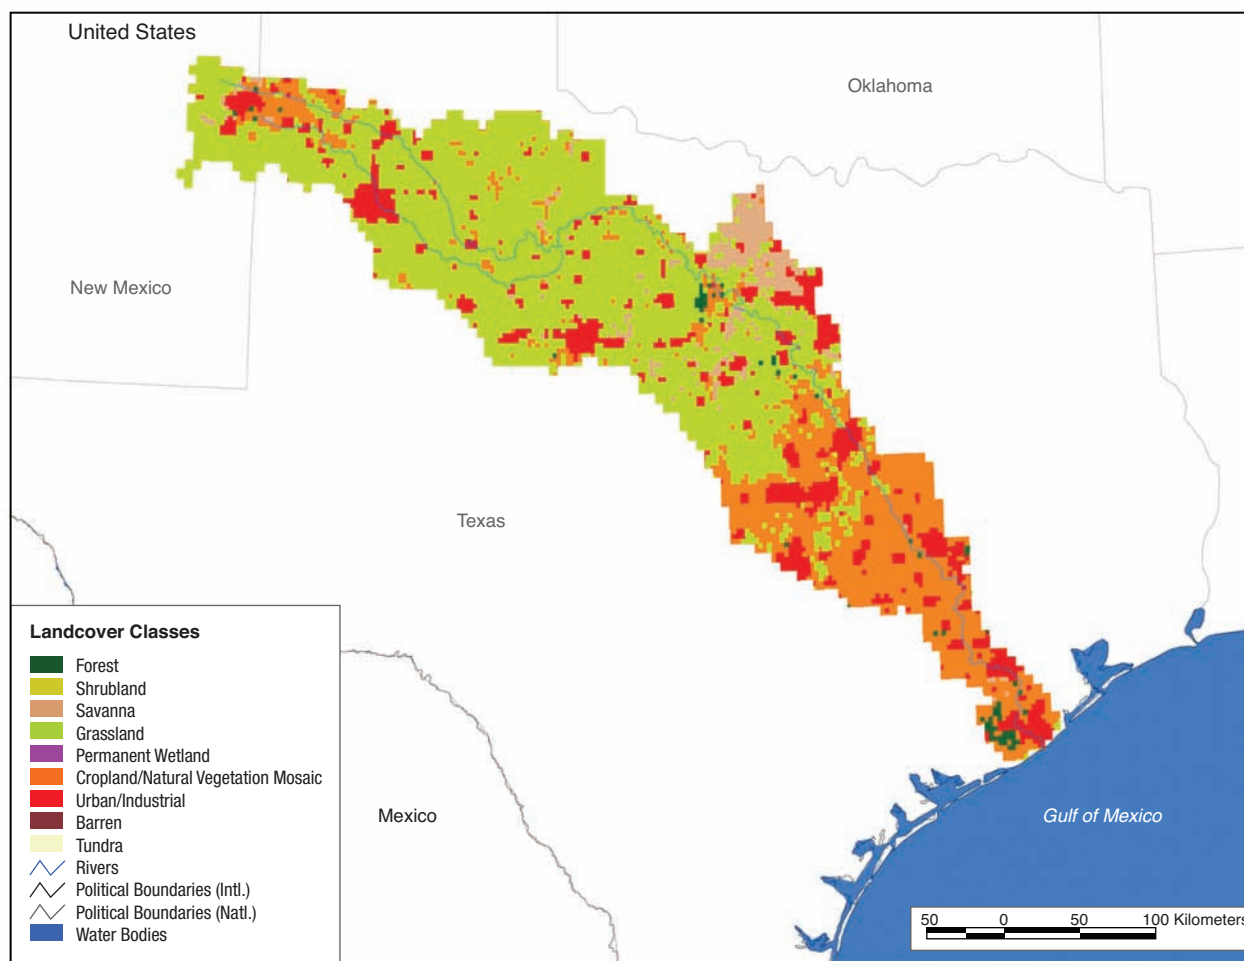 United States
Oklahoma
New Mexico
Texas
Landcover Classes
Forest
Shrubland
Savanna
Grassland
Permanent Wetland
Cropland/Natural Vegetation Mosaic
Urban/Industrial
Barren
Tundra
Rivers
Political Boundaries (Intl.)
Political Boundaries (Natl.)
Water Bodies
Mexico
Gulf of Mexico
50 0 50 100 Kilometers